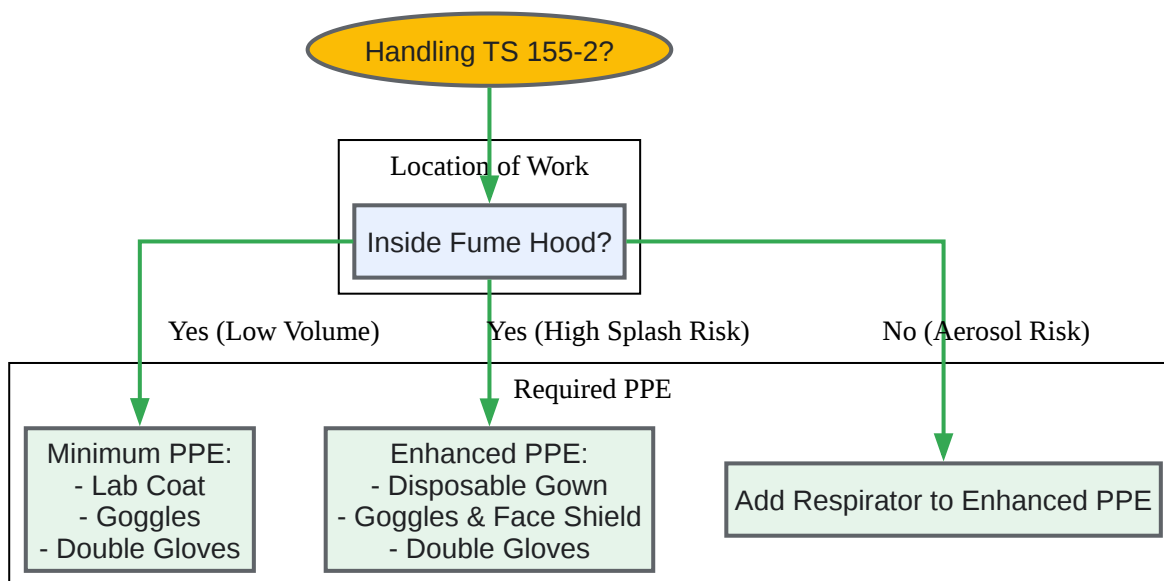 Handling TS 155-2?
Location of Work
Inside Fume Hood?
Yes (Low Volume)
Yes (High Splash Risk)
No (Aerosol Risk)
Required PPE
Minimum PPE:
- Lab Coat
- Goggles
- Double Gloves
Enhanced PPE:
- Disposable Gown
- Goggles & Face Shield
- Double Gloves
Add Respirator to Enhanced PPE